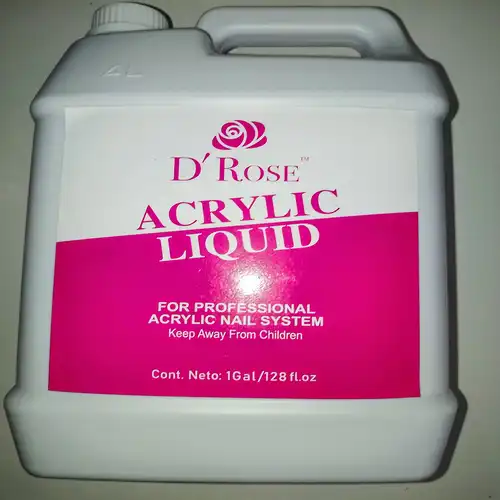 4L
D'ROSE™
ACRYLIC
LIQUID
FOR PROFESSIONAL
ACRYLIC NAIL SYSTEM
Keep Away From Children
Cont. Neto: 1Gal/128 fl.oz